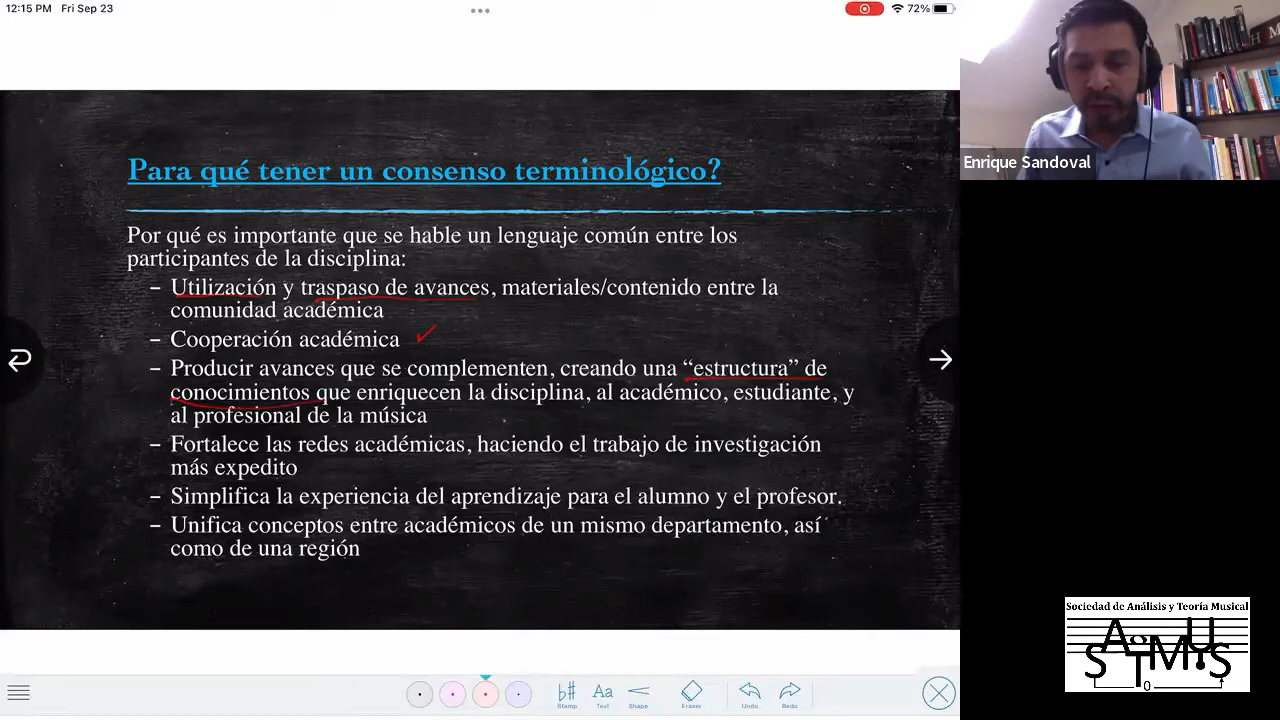 12:15 PM Fri Sep 23
72%
Enrique Sandoval
Para qué tener un consenso terminológico?
Por qué es importante que se hable un lenguaje común entre los
participantes de la disciplina:
– Utilización y traspaso de avances, materiales/contenido entre la
comunidad académica
– Cooperación académica
– Producir avances que se complementen, creando una “estructura” de
conocimientos que enriquecen la disciplina, al académico, estudiante, y
al profesional de la música
– Fortalece las redes académicas, haciendo el trabajo de investigación
más expedito
– Simplifica la experiencia del aprendizaje para el alumno y el profesor.
– Unifica conceptos entre académicos de un mismo departamento, así
como de una región
Stamp
Aa
Text
Shape
Eraser
Undo
Redo
Sociedad de Análisis y Teoría Musical
SATMUS
0